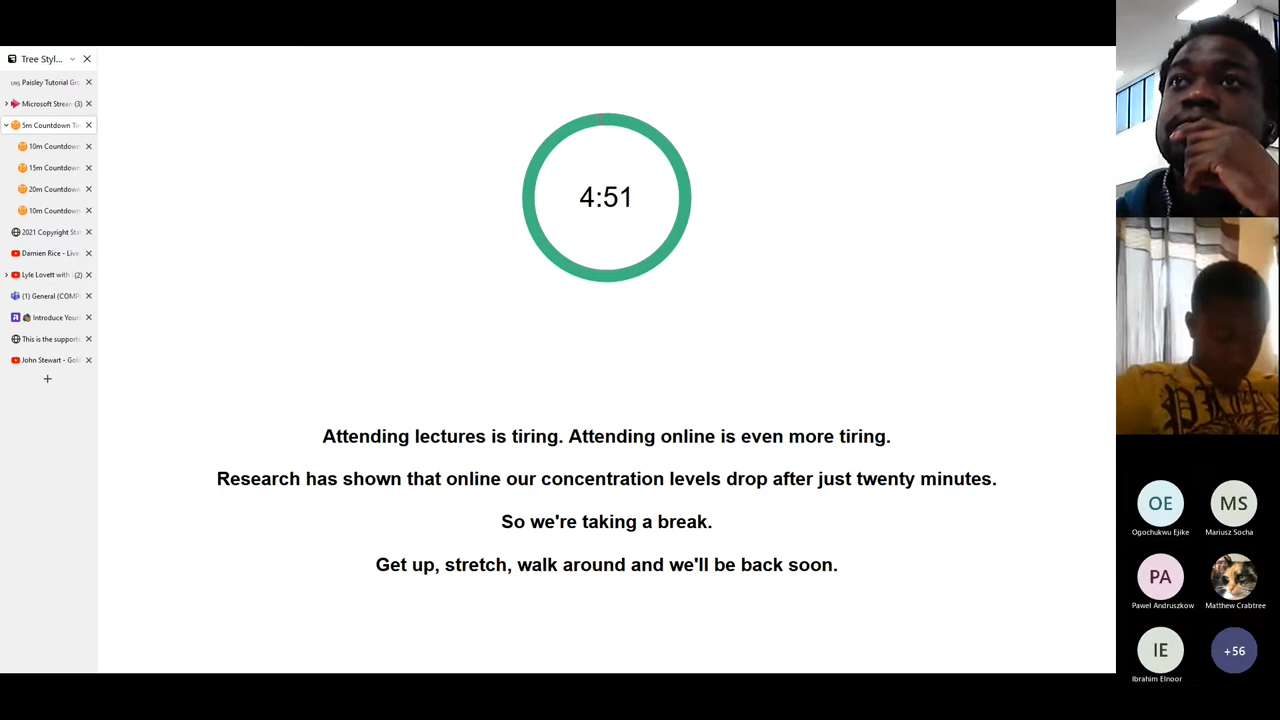 Tree Styl...
Paisley Tutorial Gro
Microsoft Stream (3)
5m Countdown Tim
10m Countdown
15m Countdown
20m Countdown
10m Countdown
2021 Copyright Sta
Damien Rice - Live
Lyle Lovett with (2)
(1) General (COMP
Introduce Your
This is the supporte
John Stewart - Gol
4:51
Attending lectures is tiring. Attending online is even more tiring.
Research has shown that online our concentration levels drop after just twenty minutes.
So we're taking a break.
Get up, stretch, walk around and we'll be back soon.
OE
Ogochukwu Ejike
MS
Mariusz Socha
PA
Pawel Andruszkow
Matthew Crabtree
IE
Ibrahim Elnoor
+56